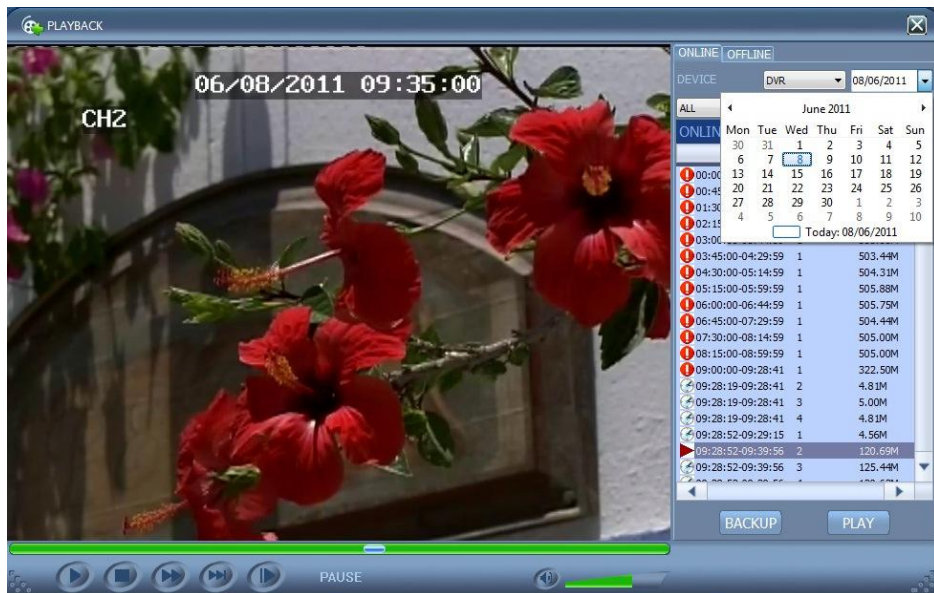 PLAYBACK
06/08/2011 09:35:00
CH2
ONLINE OFFLINE
DEVICE DVR 08/06/2011
ALL
June 2011
Mon Tue Wed Thu Fri Sat Sun
30 31 1 2 3 4 5
6 7 8 9 10 11 12
13 14 15 16 17 18 19
20 21 22 23 24 25 26
27 28 29 30 1 2 3
4 5 6 7 8 9 10
Today: 08/06/2011
03:45:00-04:29:59 1 503.44M
04:30:00-05:14:59 1 504.31M
05:15:00-05:59:59 1 505.88M
06:00:00-06:44:59 1 505.75M
06:45:00-07:29:59 1 504.44M
07:30:00-08:14:59 1 505.00M
08:15:00-08:59:59 1 505.00M
09:00:00-09:28:41 1 322.50M
09:28:19-09:28:41 2 4.81M
09:28:19-09:28:41 3 5.00M
09:28:19-09:28:41 4 4.81M
09:28:52-09:29:15 1 4.56M
09:28:52-09:39:56 2 120.69M
09:28:52-09:39:56 3 125.44M
BACKUP PLAY
PAUSE